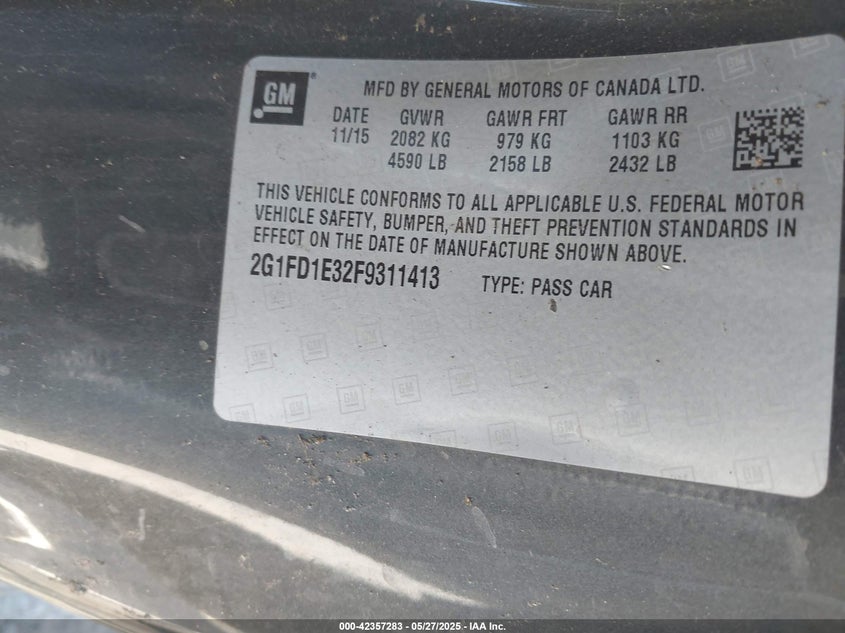 GM
MFD BY GENERAL MOTORS OF CANADA LTD.
DATE GVWR GAWR FRT GAWR RR
11/15 2082 KG 979 KG 1103 KG
4590 LB 2158 LB 2432 LB
THIS VEHICLE CONFORMS TO ALL APPLICABLE U.S. FEDERAL MOTOR
VEHICLE SAFETY, BUMPER, AND THEFT PREVENTION STANDARDS IN
EFFECT ON THE DATE OF MANUFACTURE SHOWN ABOVE.
2G1FD1E32F9311413 TYPE: PASS CAR
000-42357283 - 05/27/2025 - IAA Inc.